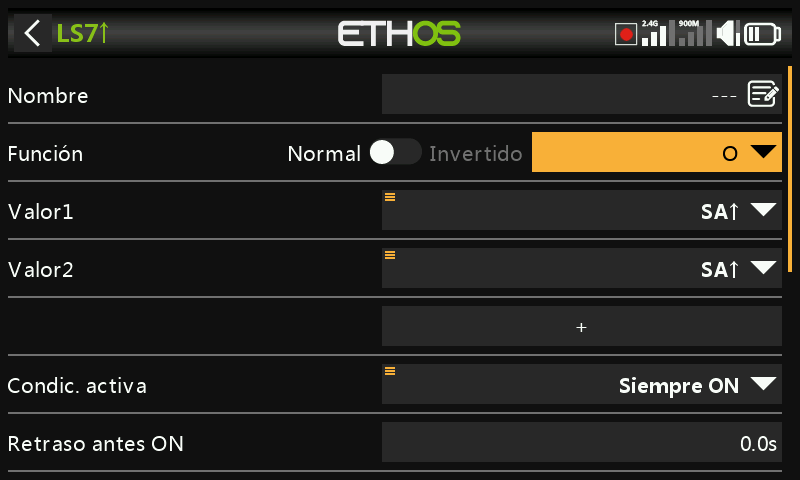 LS7↑ ETHOS 2.4G 900M
Nombre ---
Función Normal Invertido O
Valor1 SA↑
Valor2 SA↑
+
Condic. activa Siempre ON
Retraso antes ON 0.0s